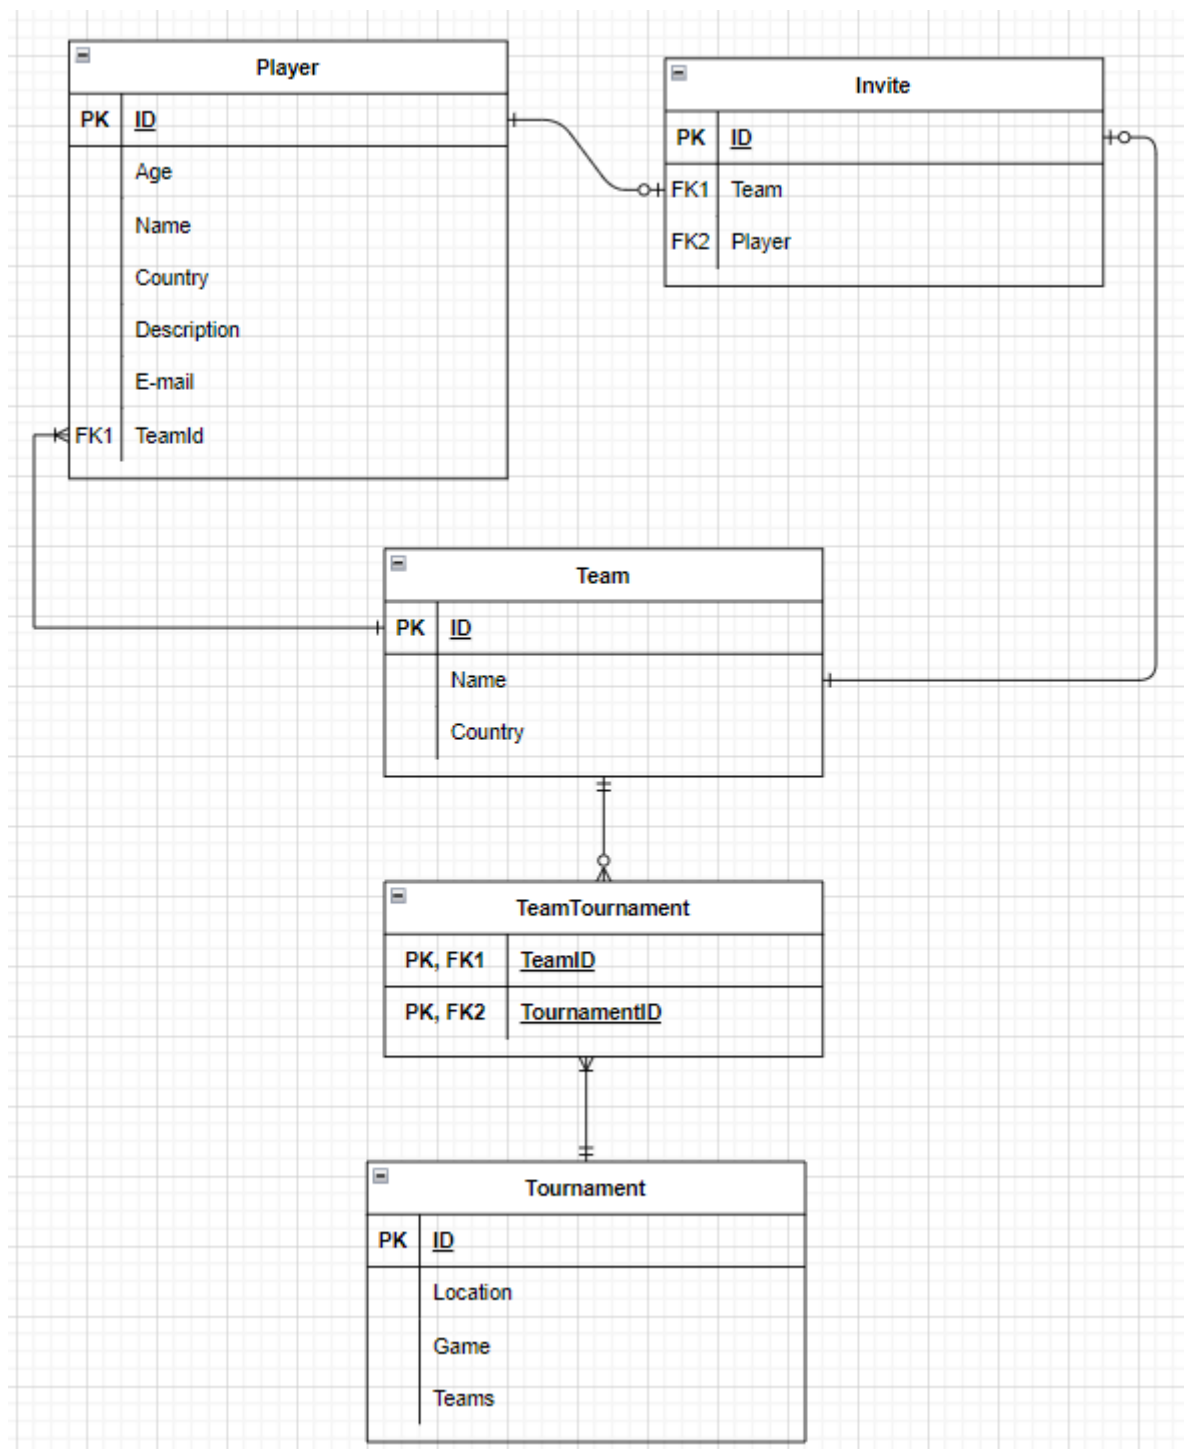 Player
PK ID
Age
Name
Country
Description
E-mail
FK1 TeamId
Invite
PK ID
FK1 Team
FK2 Player
Team
PK ID
Name
Country
TeamTournament
PK, FK1 TeamID
PK, FK2 TournamentID
Tournament
PK ID
Location
Game
Teams